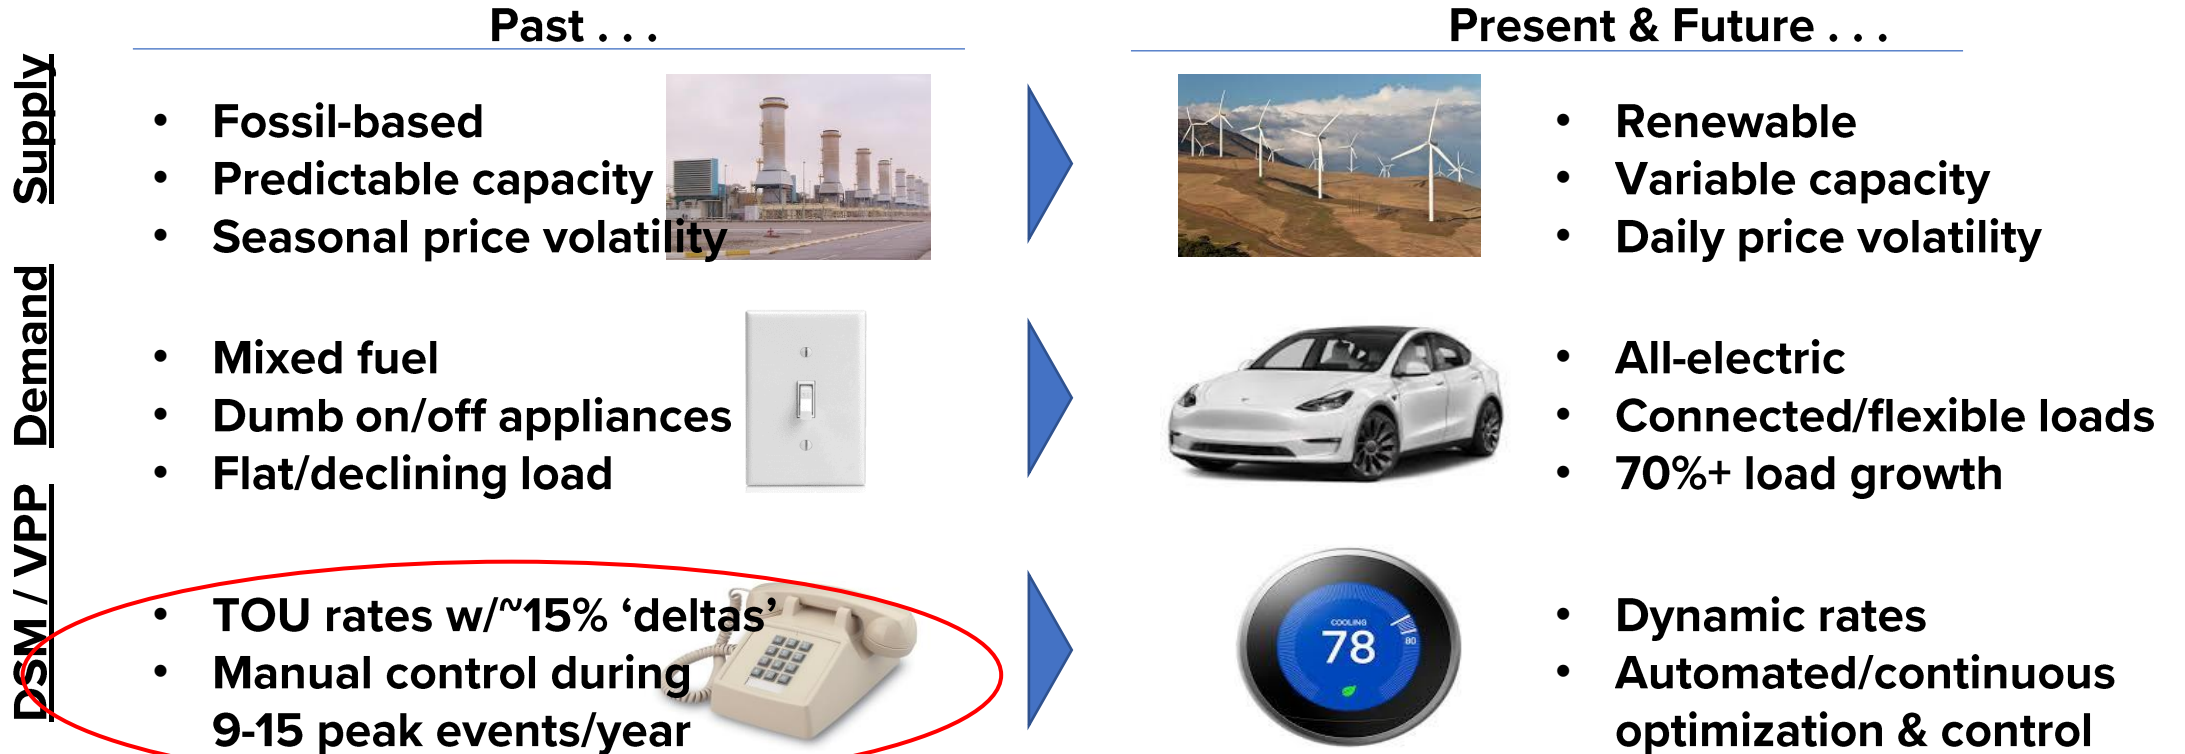 Past . . .
Present & Future . . .
Supply
• Fossil-based
• Predictable capacity
• Seasonal price volatility
• Renewable
• Variable capacity
• Daily price volatility
Demand
• Mixed fuel
• Dumb on/off appliances
• Flat/declining load
• All-electric
• Connected/flexible loads
• 70%+ load growth
DSM / VPP
• TOU rates w/~15% ‘deltas’
• Manual control during
9-15 peak events/year
COOLING
78
80
• Dynamic rates
• Automated/continuous
optimization & control